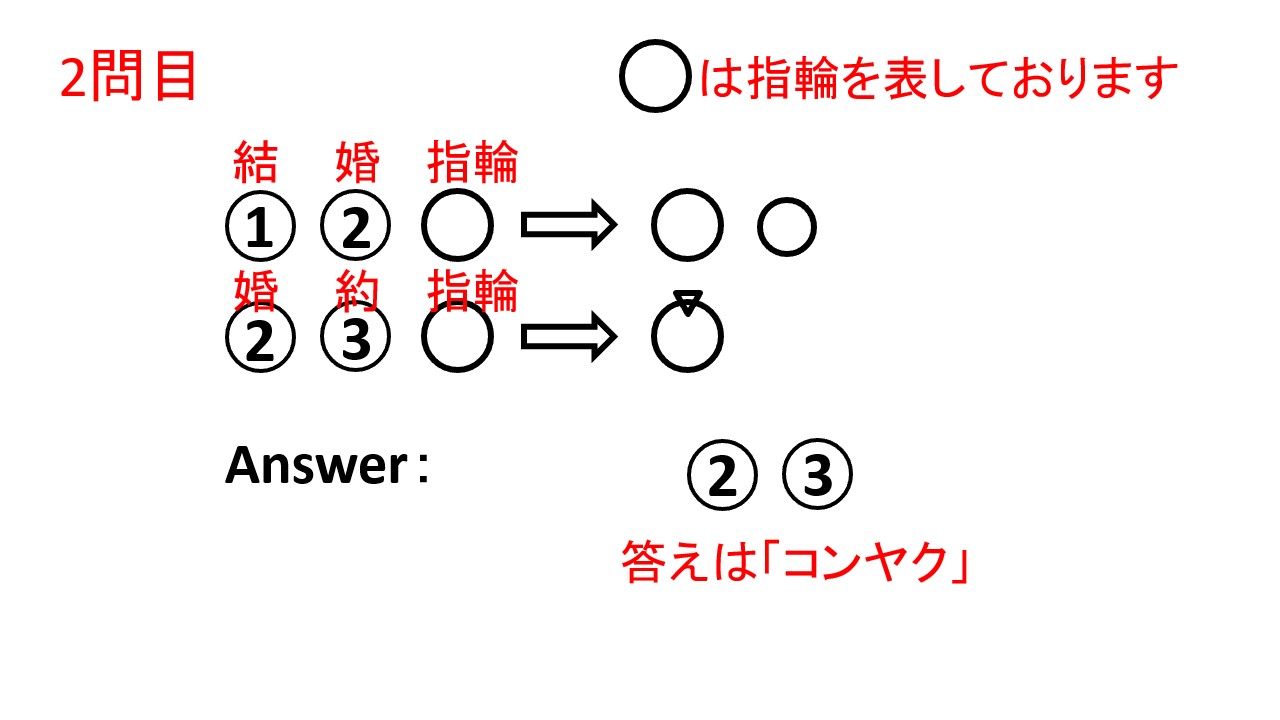 2問目
は指輪を表しております
結 婚 指輪
① ②
婚 約 指輪
② ③
Answer：
② ③
答えは「コンヤク」